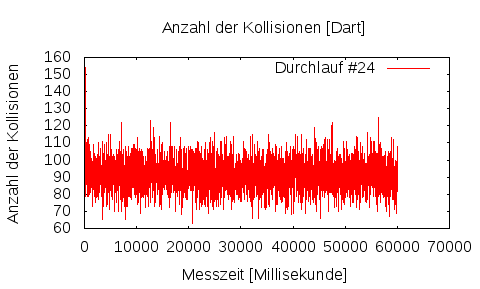 Anzahl der Kollisionen [Dart]
Anzahl der Kollisionen
160
150
140
130
120
110
100
90
80
70
60
Durchlauf #24
0 10000 20000 30000 40000 50000 60000 70000
Messzeit [Millisekunde]